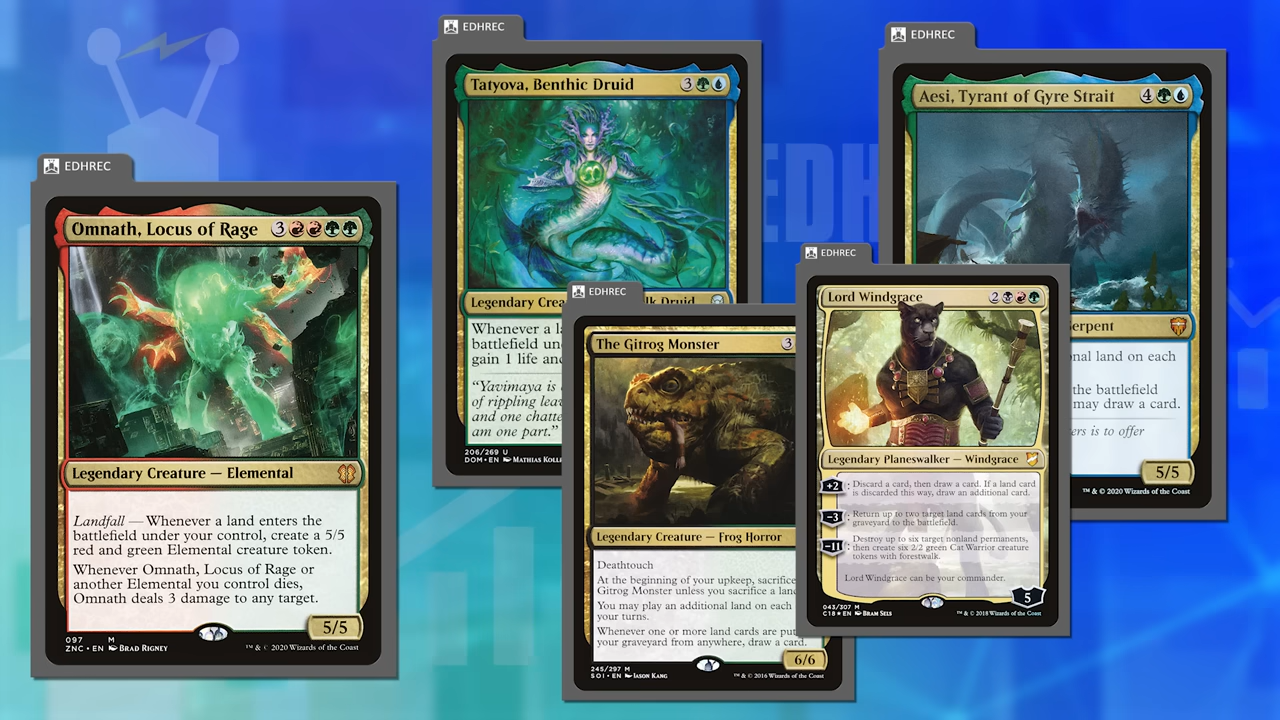 EDHREC
Omnath, Locus of Rage 3
Legendary Creature — Elemental
Landfall — Whenever a land enters the
battlefield under your control, create a 5/5
red and green Elemental creature token.
Whenever Omnath, Locus of Rage or
another Elemental you control dies,
Omnath deals 3 damage to any target.
5/5
097 M
ZNC • EN BRAD RIGNEY
™ & © 2020 Wizards of the Coast
EDHREC
Tatyova, Benthic Druid 3
Legendary Druid
Whenever a
battlefield
gain 1 life and
“Yavimaya is
of rippling
and one
am one part.”
206/269 U
DOM • EN MATHIAS
EDHREC
The Gitrog Monster 3
Legendary Creature — Frog Horror
Deathtouch
At the beginning of your upkeep, sacrifice
Gitrog Monster unless you sacrifice a
You may play an additional land on each
your turns.
Whenever one or more land cards are put
your graveyard from anywhere, draw a card.
6/6
245/297 M
SOI • EN JASON KANG
™ & © 2016 Wizards of the Coast
EDHREC
Lord Windgrace 2
Legendary Planeswalker — Windgrace
+2: Discard a card, then draw a card. If a land card
is discarded this way, draw an additional card.
−3: Return up to two target land cards from your
graveyard to the battlefield.
−11: Destroy up to six target nonland permanents,
then create six 2/2 green Cat Warrior creature
tokens with forestwalk.
Lord Windgrace can be your commander.
5
043/307 M
C18 ★ EN BRAM SELS
™ & © 2018 Wizards of the Coast
EDHREC
Aesi, Tyrant of Gyre Strait 4
Serpent
land on each
the battlefield
may draw a card.
is to offer
5/5
™ & © 2020 Wizards of the Coast
EDH